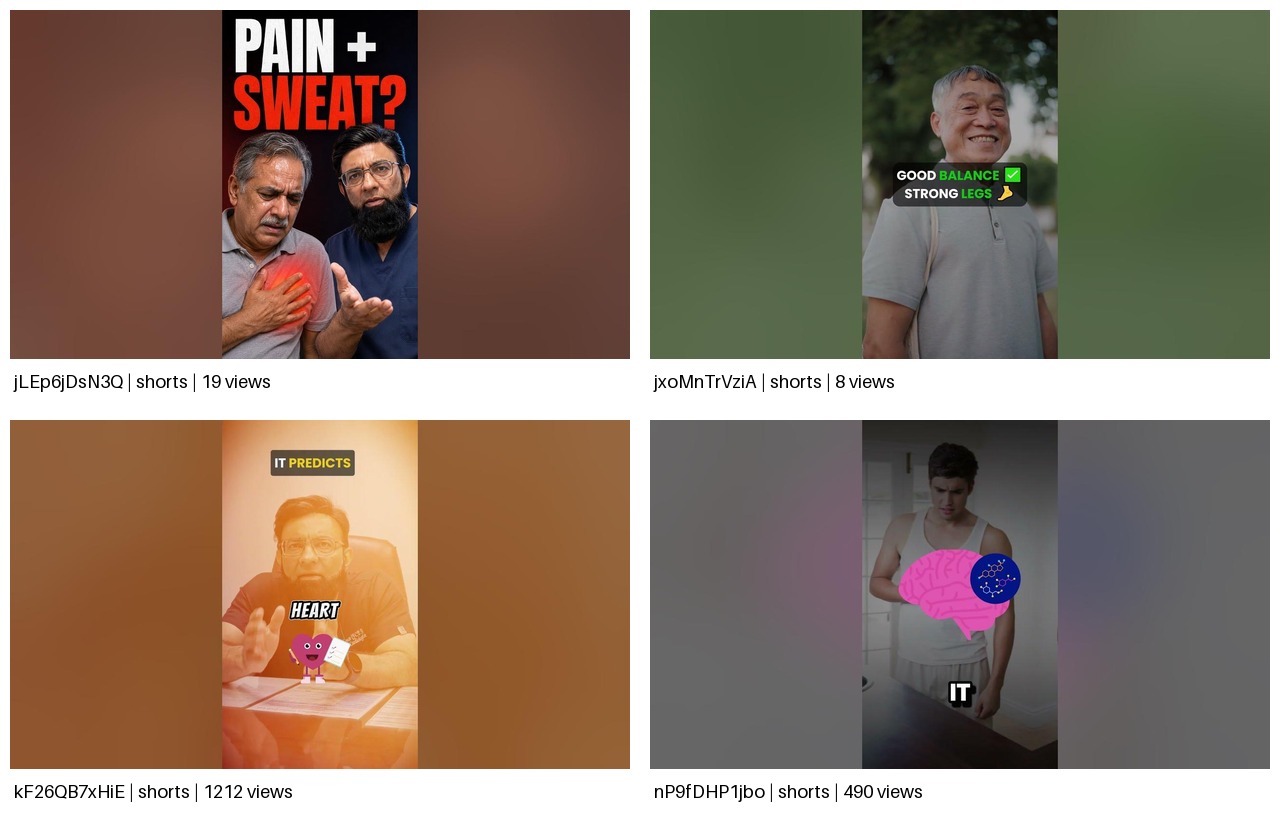 PAIN +
SWEAT?
jLEp6jDsN3Q | shorts | 19 views
GOOD BALANCE ✅
STRONG LEGS 🦶
jxoMnTrVziA | shorts | 8 views
IT PREDICTS
HEART
kF26QB7xHiE | shorts | 1212 views
IT
nP9fDHP1jbo | shorts | 490 views